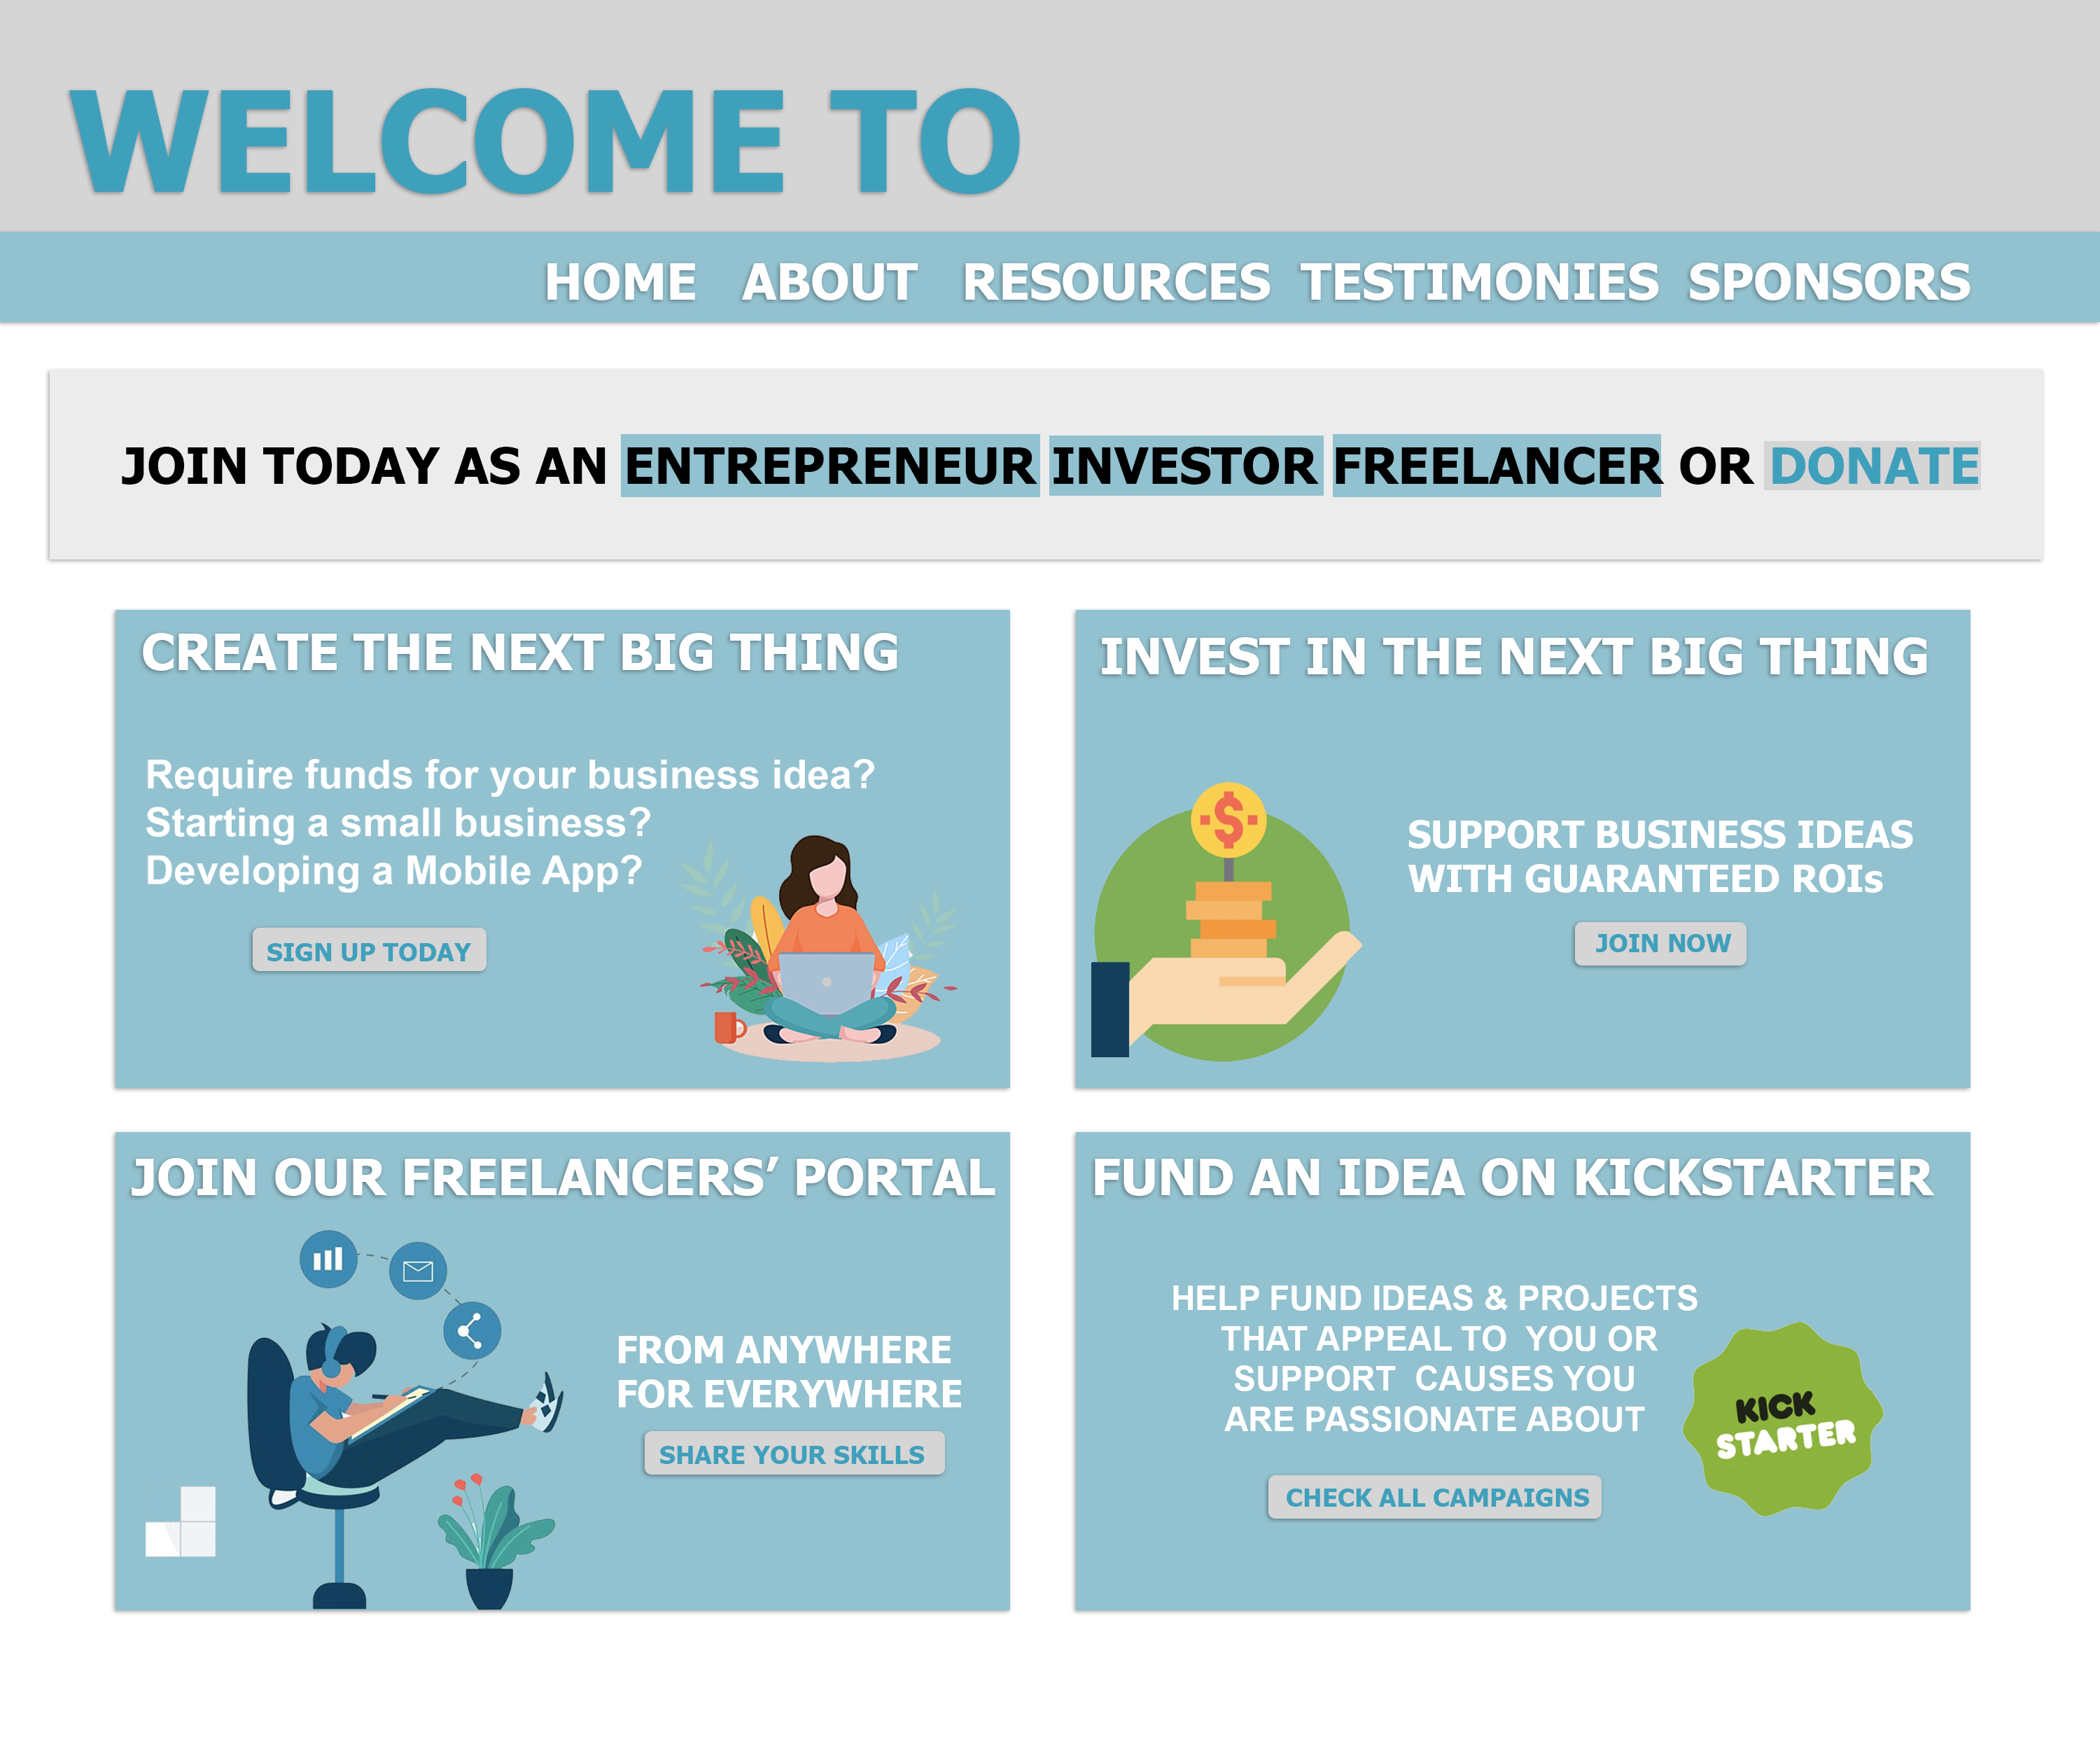 WELCOME TO
HOME ABOUT RESOURCES TESTIMONIES SPONSORS
JOIN TODAY AS AN ENTREPRENEUR INVESTOR FREELANCER OR DONATE
CREATE THE NEXT BIG THING
Require funds for your business idea?
Starting a small business?
Developing a Mobile App?
SIGN UP TODAY
INVEST IN THE NEXT BIG THING
$
SUPPORT BUSINESS IDEAS
WITH GUARANTEED ROIs
JOIN NOW
JOIN OUR FREELANCERS’ PORTAL
FROM ANYWHERE
FOR EVERYWHERE
SHARE YOUR SKILLS
FUND AN IDEA ON KICKSTARTER
HELP FUND IDEAS & PROJECTS
THAT APPEAL TO YOU OR
SUPPORT CAUSES YOU
ARE PASSIONATE ABOUT
KICK
STARTER
CHECK ALL CAMPAIGNS